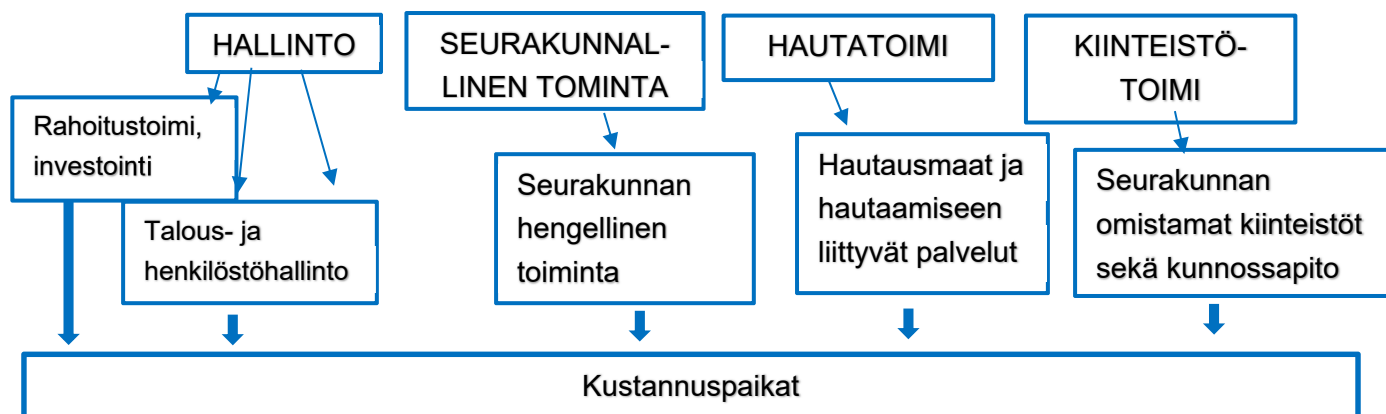 HALLINTO
SEURAKUNNAL-
LINEN TOMINTA
HAUTATOIMI
KIINTEISTÖ-
TOIMI
Rahoitustoimi,
investointi
Talous- ja
henkilöstöhallinto
Seurakunnan
hengellinen
toiminta
Hautausmaat ja
hautaamiseen
liittyvät palvelut
Seurakunnan
omistamat kiinteistöt
sekä kunnossapito
Kustannuspaikat